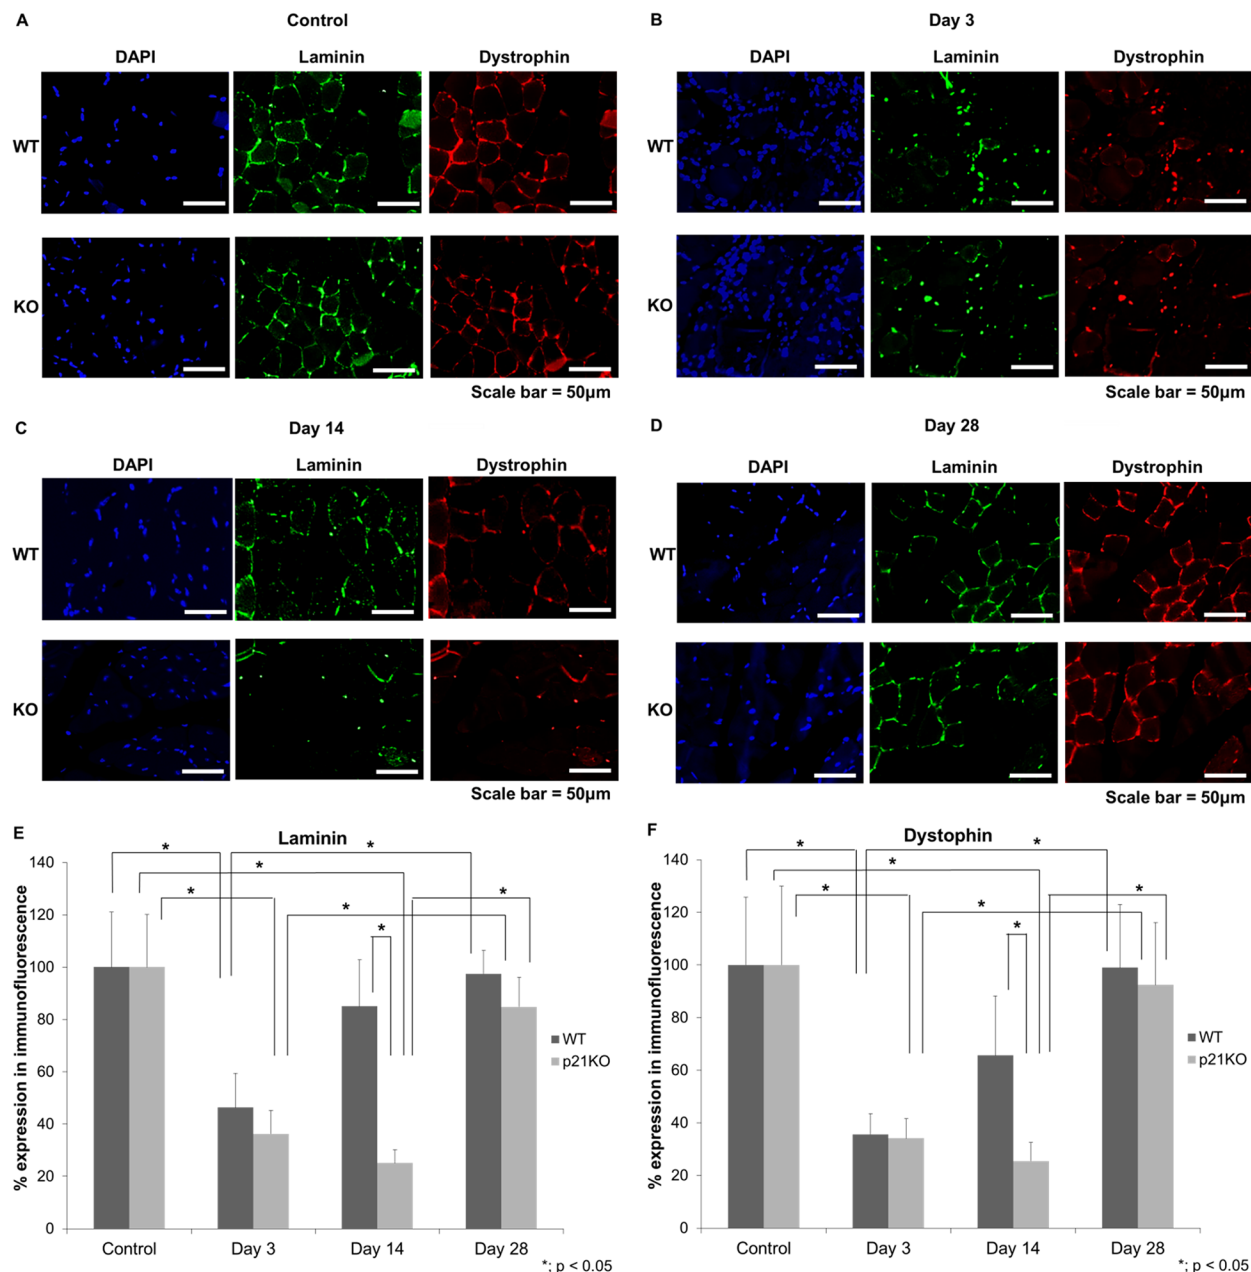 A
Control
DAPI Laminin Dystrophin
WT
KO
Scale bar = 50µm
B
Day 3
DAPI Laminin Dystrophin
WT
KO
Scale bar = 50µm
C
Day 14
DAPI Laminin Dystrophin
WT
KO
Scale bar = 50µm
D
Day 28
DAPI Laminin Dystrophin
WT
KO
Scale bar = 50µm
E
Laminin
% expression in immunofluorescence
140
120
100
80
60
40
20
0
* * * * * * *
WT
p21KO
Control Day 3 Day 14 Day 28
*; p < 0.05
F
Dystophin
% expression in immunofluorescence
140
120
100
80
60
40
20
0
* * * * * * *
WT
p21KO
Control Day 3 Day 14 Day 28
*; p < 0.05